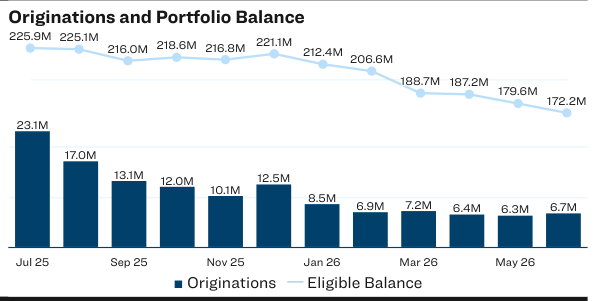 Originations and Portfolio Balance
225.9M 225.1M 216.0M 218.6M 216.8M 221.1M 212.4M 206.6M 188.7M 187.2M 179.6M 172.2M
23.1M 17.0M 13.1M 12.0M 10.1M 12.5M 8.5M 6.9M 7.2M 6.4M 6.3M 6.7M
Jul 25 Sep 25 Nov 25 Jan 26 Mar 26 May 26
Originations Eligible Balance